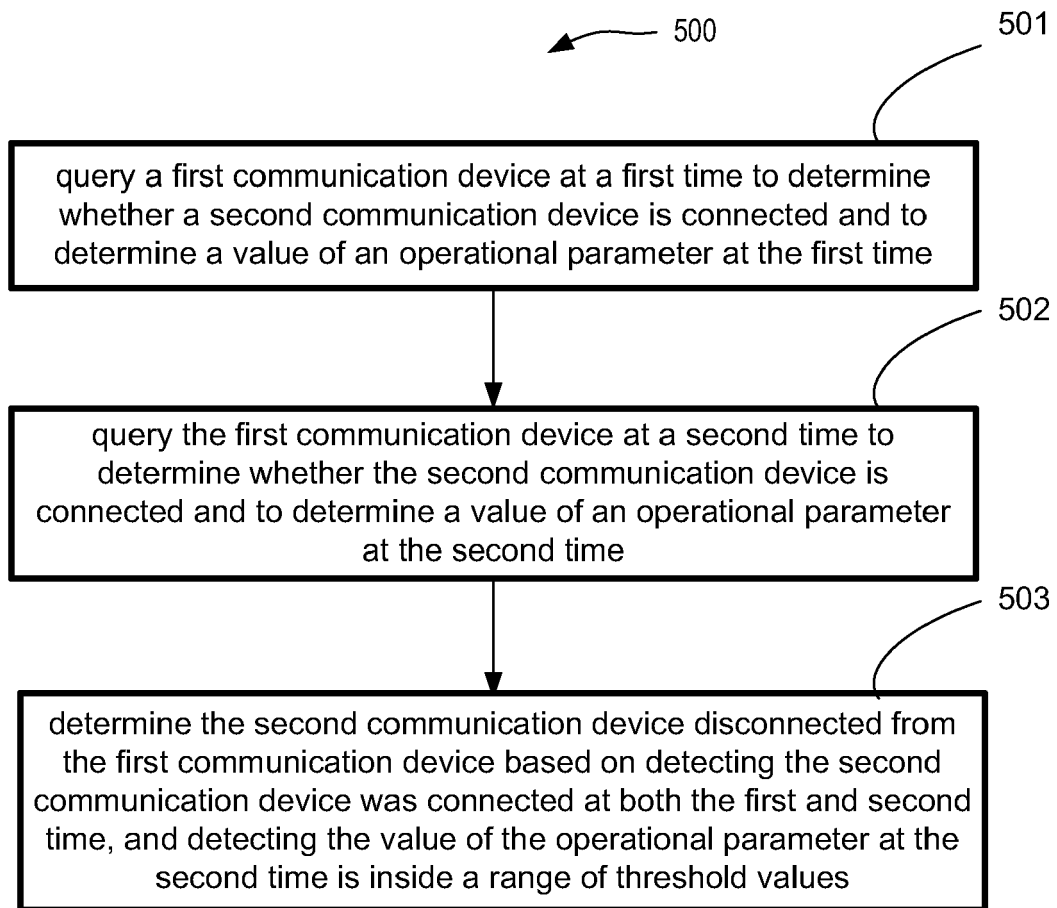 500
501
query a first communication device at a first time to determine
whether a second communication device is connected and to
determine a value of an operational parameter at the first time
502
query the first communication device at a second time to
determine whether the second communication device is
connected and to determine a value of an operational parameter
at the second time
503
determine the second communication device disconnected from
the first communication device based on detecting the second
communication device was connected at both the first and second
time, and detecting the value of the operational parameter at the
second time is inside a range of threshold values